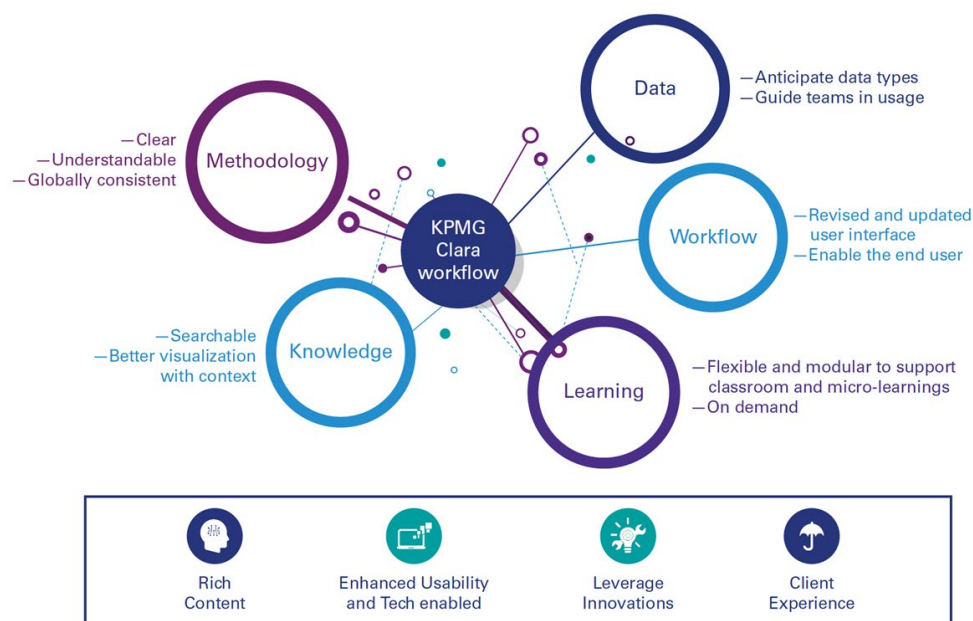 Data
—Anticipate data types
—Guide teams in usage
Methodology
—Clear
—Understandable
—Globally consistent
KPMG
Clara
workflow
Workflow
—Revised and updated
user interface
—Enable the end user
Knowledge
—Searchable
—Better visualization
with context
Learning
—Flexible and modular to support
classroom and micro-learnings
—On demand
Rich
Content
Enhanced Usability
and Tech enabled
Leverage
Innovations
Client
Experience